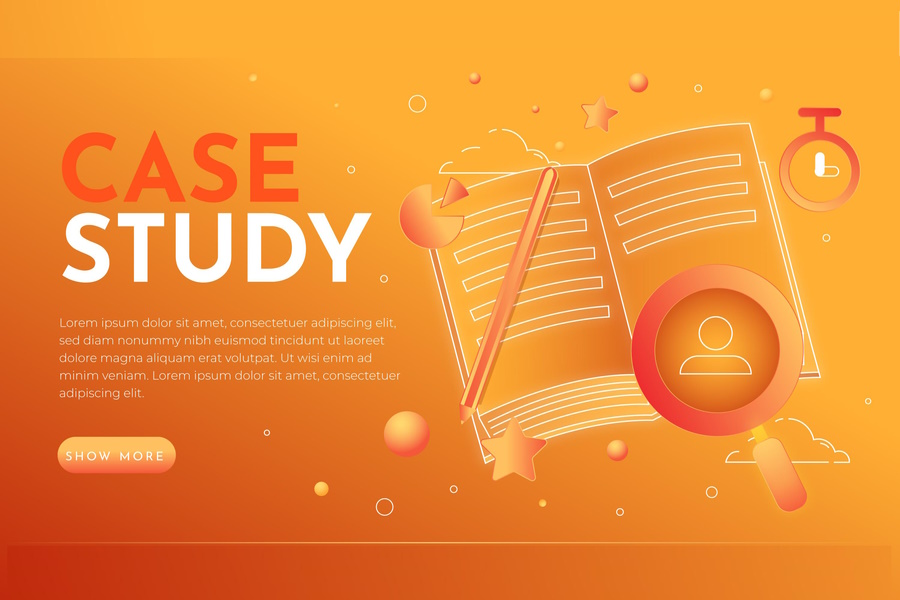 CASE
STUDY
Lorem ipsum dolor sit amet, consectetuer adipiscing elit,
sed diam nonummy nibh euismod tincidunt ut laoreet
dolore magna aliquam erat volutpat. Ut wisi enim ad
minim veniam. Lorem ipsum dolor sit amet, consectetuer
adipiscing elit.
SHOW MORE